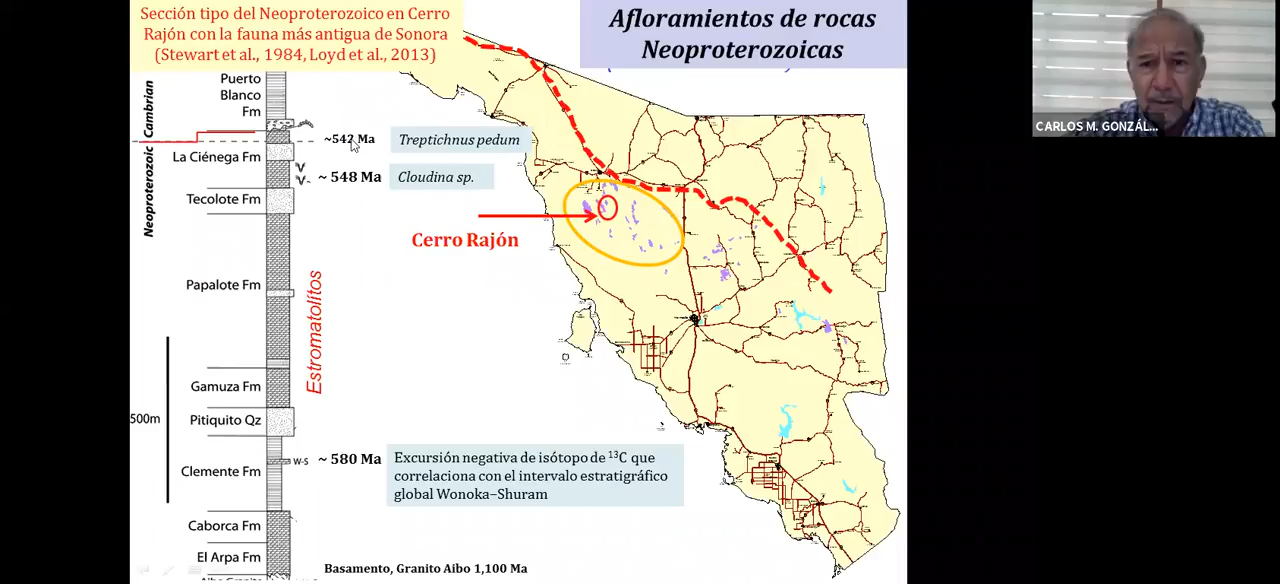 Sección tipo del Neoproterozoico en Cerro
Rajón con la fauna más antigua de Sonora
(Stewart et al., 1984, Loyd et al., 2013)
Afloramientos de rocas
Neoproterozoicas
CARLOS M. GONZÁL...
Cambrian
Neoproterozoic
Puerto
Blanco
Fm
~542 Ma
Treptichnus pedum
La Ciénega Fm
~ 548 Ma
Cloudina sp.
Tecolote Fm
Cerro Rajón
Papalote Fm
Estromatolítos
Gamuza Fm
500m
Pitiquito Qz
W-S
~ 580 Ma
Clemente Fm
Excursión negativa de isótopo de ¹³C que
correlaciona con el intervalo estratigráfico
global Wonoka–Shuram
Caborca Fm
El Arpa Fm
Aibo Granito
Basamento, Granito Aibo 1,100 Ma